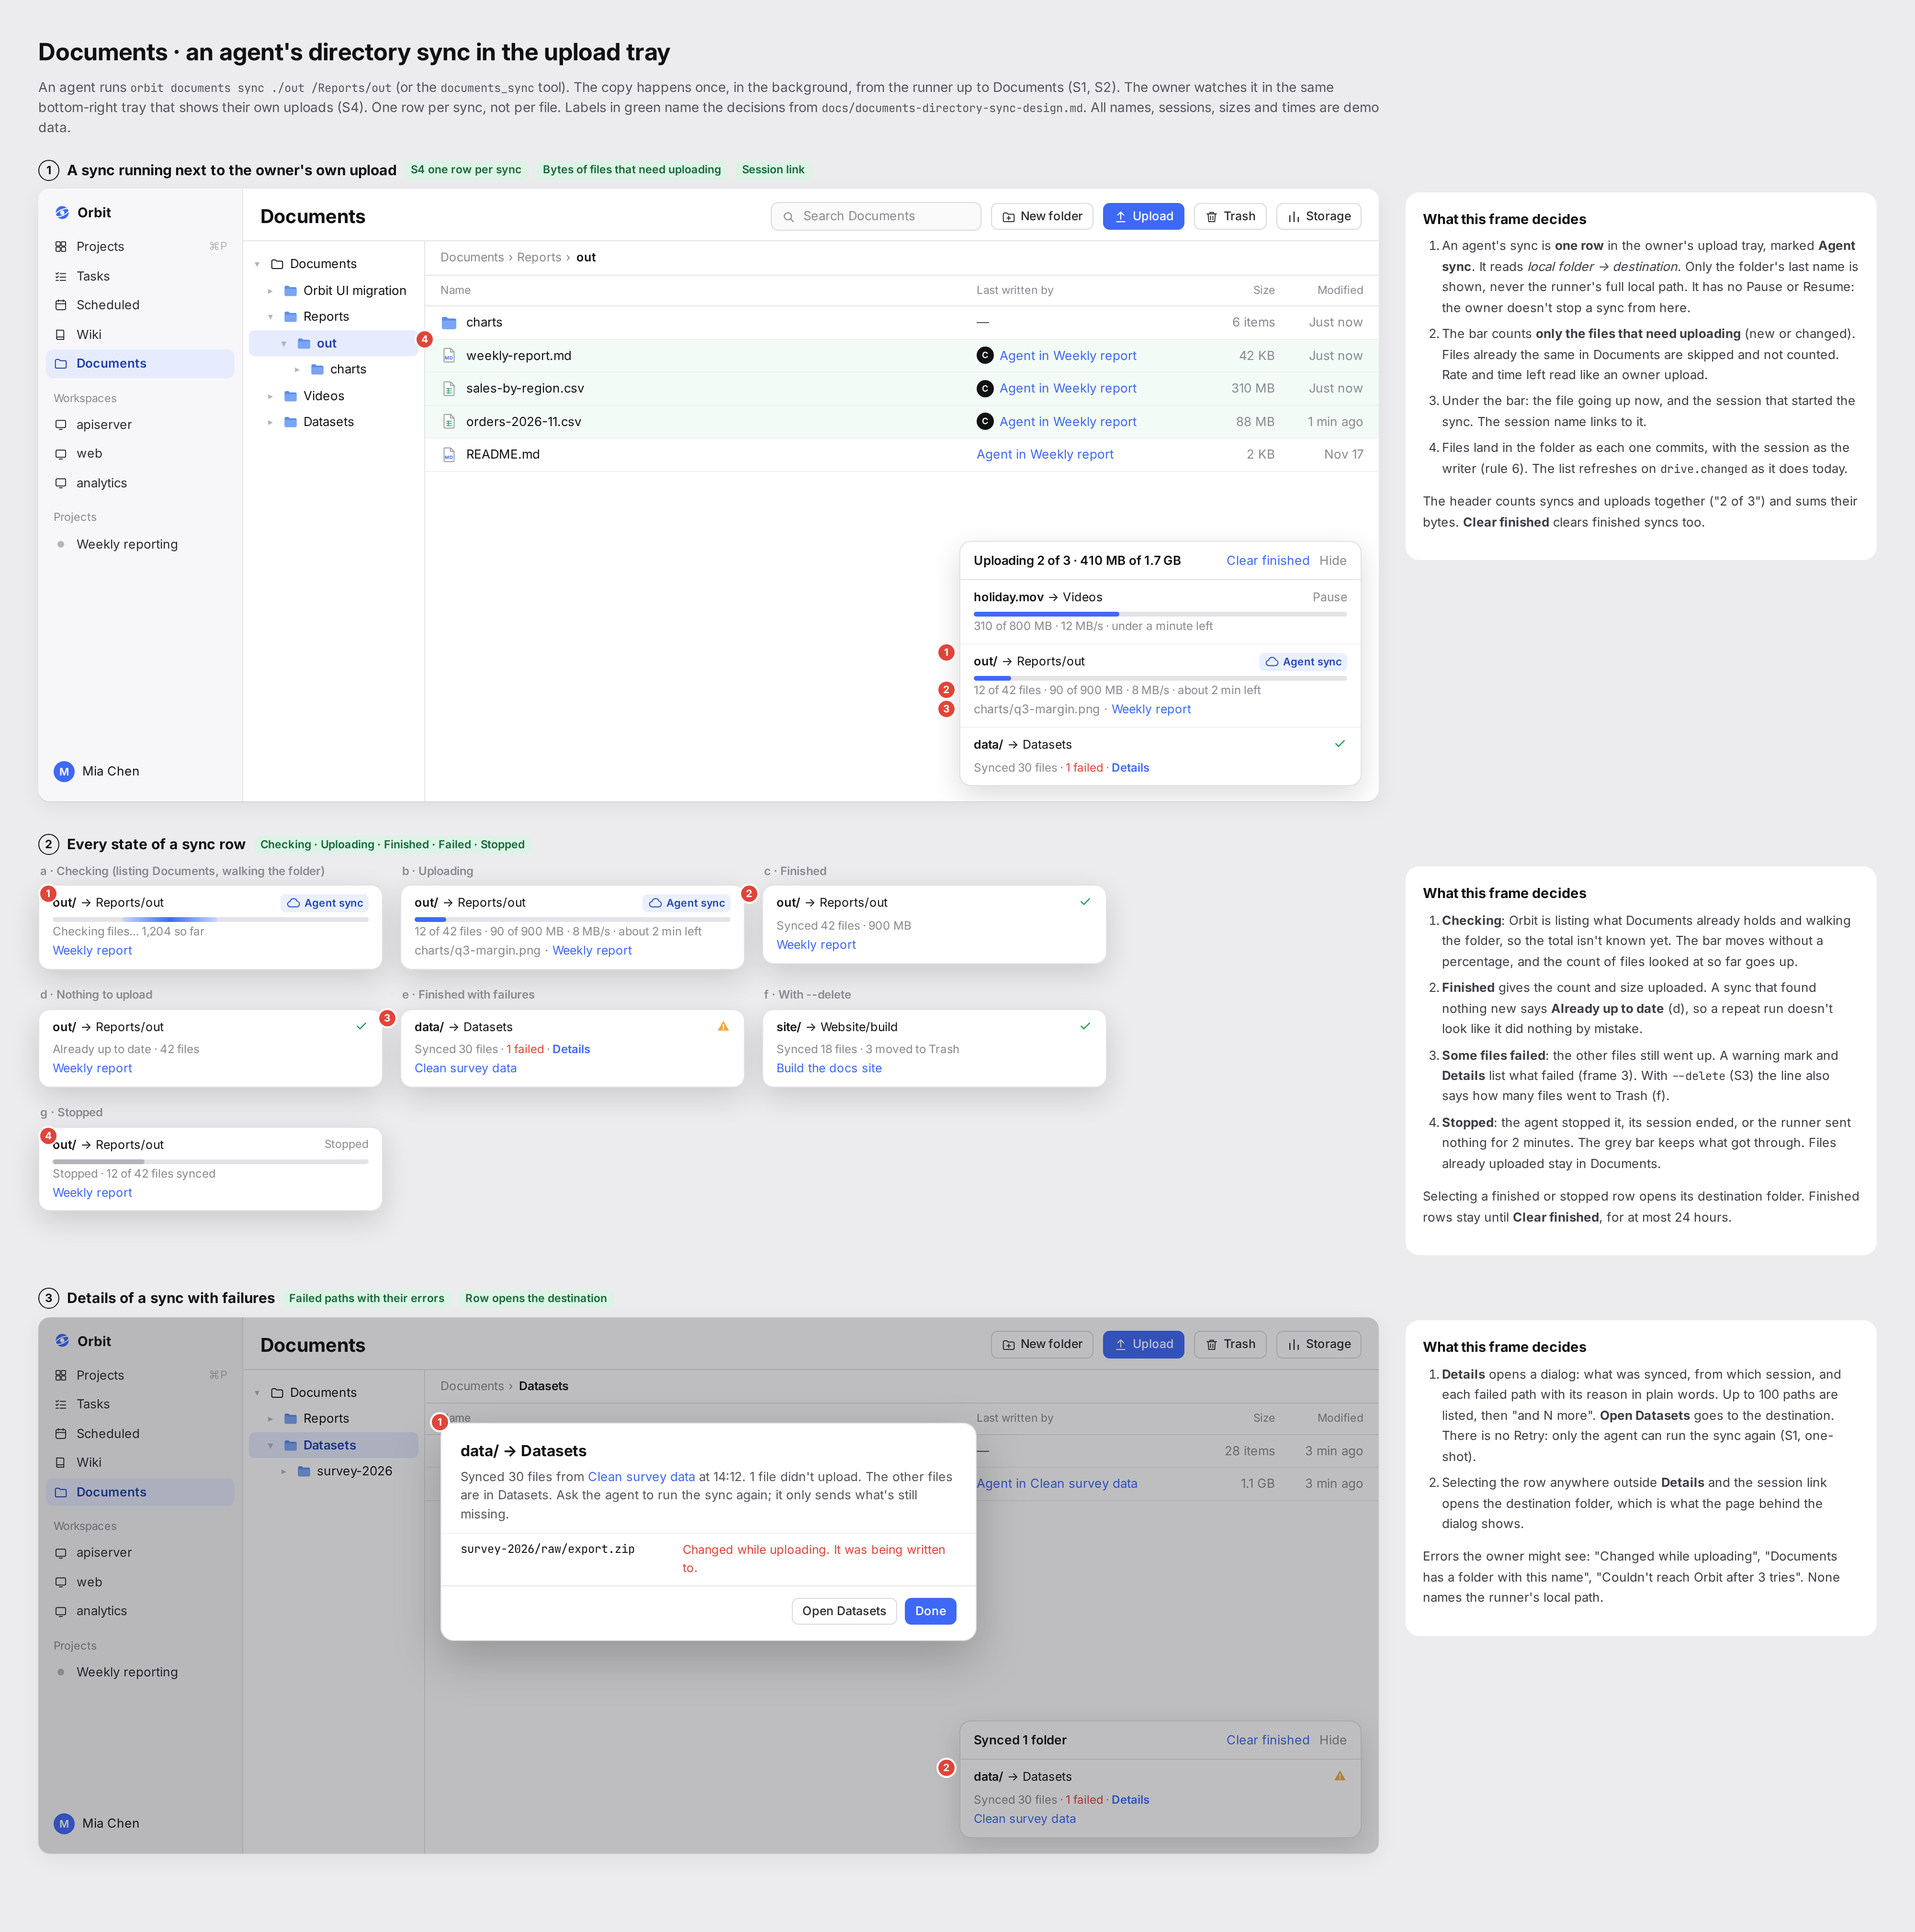 Documents · an agent's directory sync in the upload tray
An agent runs orbit documents sync ./out /Reports/out (or the documents_sync tool). The copy happens once, in the background, from the runner up to Documents (S1, S2). The owner watches it in the same
bottom-right tray that shows their own uploads (S4). One row per sync, not per file. Labels in green name the decisions from docs/documents-directory-sync-design.md. All names, sessions, sizes and times are demo
data.
1 A sync running next to the owner's own upload S4 one row per sync Bytes of files that need uploading Session link
Orbit
Projects ⌘P
Tasks
Scheduled
Wiki
Documents
Workspaces
apiserver
web
analytics
Projects
Weekly reporting
M Mia Chen
Documents
Search Documents New folder Upload Trash Storage
Documents
Orbit UI migration
Reports
out
charts
Videos
Datasets
4
Documents › Reports › out
Name Last written by Size Modified
charts — 6 items Just now
weekly-report.md C Agent in Weekly report 42 KB Just now
sales-by-region.csv C Agent in Weekly report 310 MB Just now
orders-2026-11.csv C Agent in Weekly report 88 MB 1 min ago
README.md Agent in Weekly report 2 KB Nov 17
Uploading 2 of 3 · 410 MB of 1.7 GB Clear finished Hide
holiday.mov → Videos Pause
310 of 800 MB · 12 MB/s · under a minute left
1
out/ → Reports/out Agent sync
2
12 of 42 files · 90 of 900 MB · 8 MB/s · about 2 min left
3
charts/q3-margin.png · Weekly report
data/ → Datasets
Synced 30 files · 1 failed · Details
What this frame decides
1. An agent's sync is one row in the owner's upload tray, marked Agent
sync. It reads local folder → destination. Only the folder's last name is
shown, never the runner's full local path. It has no Pause or Resume:
the owner doesn't stop a sync from here.
2. The bar counts only the files that need uploading (new or changed).
Files already the same in Documents are skipped and not counted.
Rate and time left read like an owner upload.
3. Under the bar: the file going up now, and the session that started the
sync. The session name links to it.
4. Files land in the folder as each one commits, with the session as the
writer (rule 6). The list refreshes on drive.changed as it does today.
The header counts syncs and uploads together ("2 of 3") and sums their
bytes. Clear finished clears finished syncs too.
2 Every state of a sync row Checking · Uploading · Finished · Failed · Stopped
a · Checking (listing Documents, walking the folder)
1
out/ → Reports/out Agent sync
Checking files... 1,204 so far
Weekly report
b · Uploading
out/ → Reports/out Agent sync
12 of 42 files · 90 of 900 MB · 8 MB/s · about 2 min left
charts/q3-margin.png · Weekly report
c · Finished
2
out/ → Reports/out
Synced 42 files · 900 MB
Weekly report
d · Nothing to upload
out/ → Reports/out
Already up to date · 42 files
Weekly report
e · Finished with failures
3
data/ → Datasets
Synced 30 files · 1 failed · Details
Clean survey data
f · With --delete
site/ → Website/build
Synced 18 files · 3 moved to Trash
Build the docs site
g · Stopped
4
out/ → Reports/out Stopped
Stopped · 12 of 42 files synced
Weekly report
What this frame decides
1. Checking: Orbit is listing what Documents already holds and walking
the folder, so the total isn't known yet. The bar moves without a
percentage, and the count of files looked at so far goes up.
2. Finished gives the count and size uploaded. A sync that found
nothing new says Already up to date (d), so a repeat run doesn't
look like it did nothing by mistake.
3. Some files failed: the other files still went up. A warning mark and
Details list what failed (frame 3). With --delete (S3) the line also
says how many files went to Trash (f).
4. Stopped: the agent stopped it, its session ended, or the runner sent
nothing for 2 minutes. The grey bar keeps what got through. Files
already uploaded stay in Documents.
Selecting a finished or stopped row opens its destination folder. Finished
rows stay until Clear finished, for at most 24 hours.
3 Details of a sync with failures Failed paths with their errors Row opens the destination
Orbit
Projects ⌘P
Tasks
Scheduled
Wiki
Documents
Workspaces
apiserver
web
analytics
Projects
Weekly reporting
M Mia Chen
Documents
New folder Upload Trash Storage
Documents
Reports
Datasets
survey-2026
Documents › Datasets
ame Last written by Size Modified
— 28 items 3 min ago
Agent in Clean survey data 1.1 GB 3 min ago
1
data/ → Datasets
Synced 30 files from Clean survey data at 14:12. 1 file didn't upload. The other files
are in Datasets. Ask the agent to run the sync again; it only sends what's still
missing.
survey-2026/raw/export.zip Changed while uploading. It was being written
to.
Open Datasets Done
Synced 1 folder Clear finished Hide
2
data/ → Datasets
Synced 30 files · 1 failed · Details
Clean survey data
What this frame decides
1. Details opens a dialog: what was synced, from which session, and
each failed path with its reason in plain words. Up to 100 paths are
listed, then "and N more". Open Datasets goes to the destination.
There is no Retry: only the agent can run the sync again (S1, one-
shot).
2. Selecting the row anywhere outside Details and the session link
opens the destination folder, which is what the page behind the
dialog shows.
Errors the owner might see: "Changed while uploading", "Documents
has a folder with this name", "Couldn't reach Orbit after 3 tries". None
names the runner's local path.